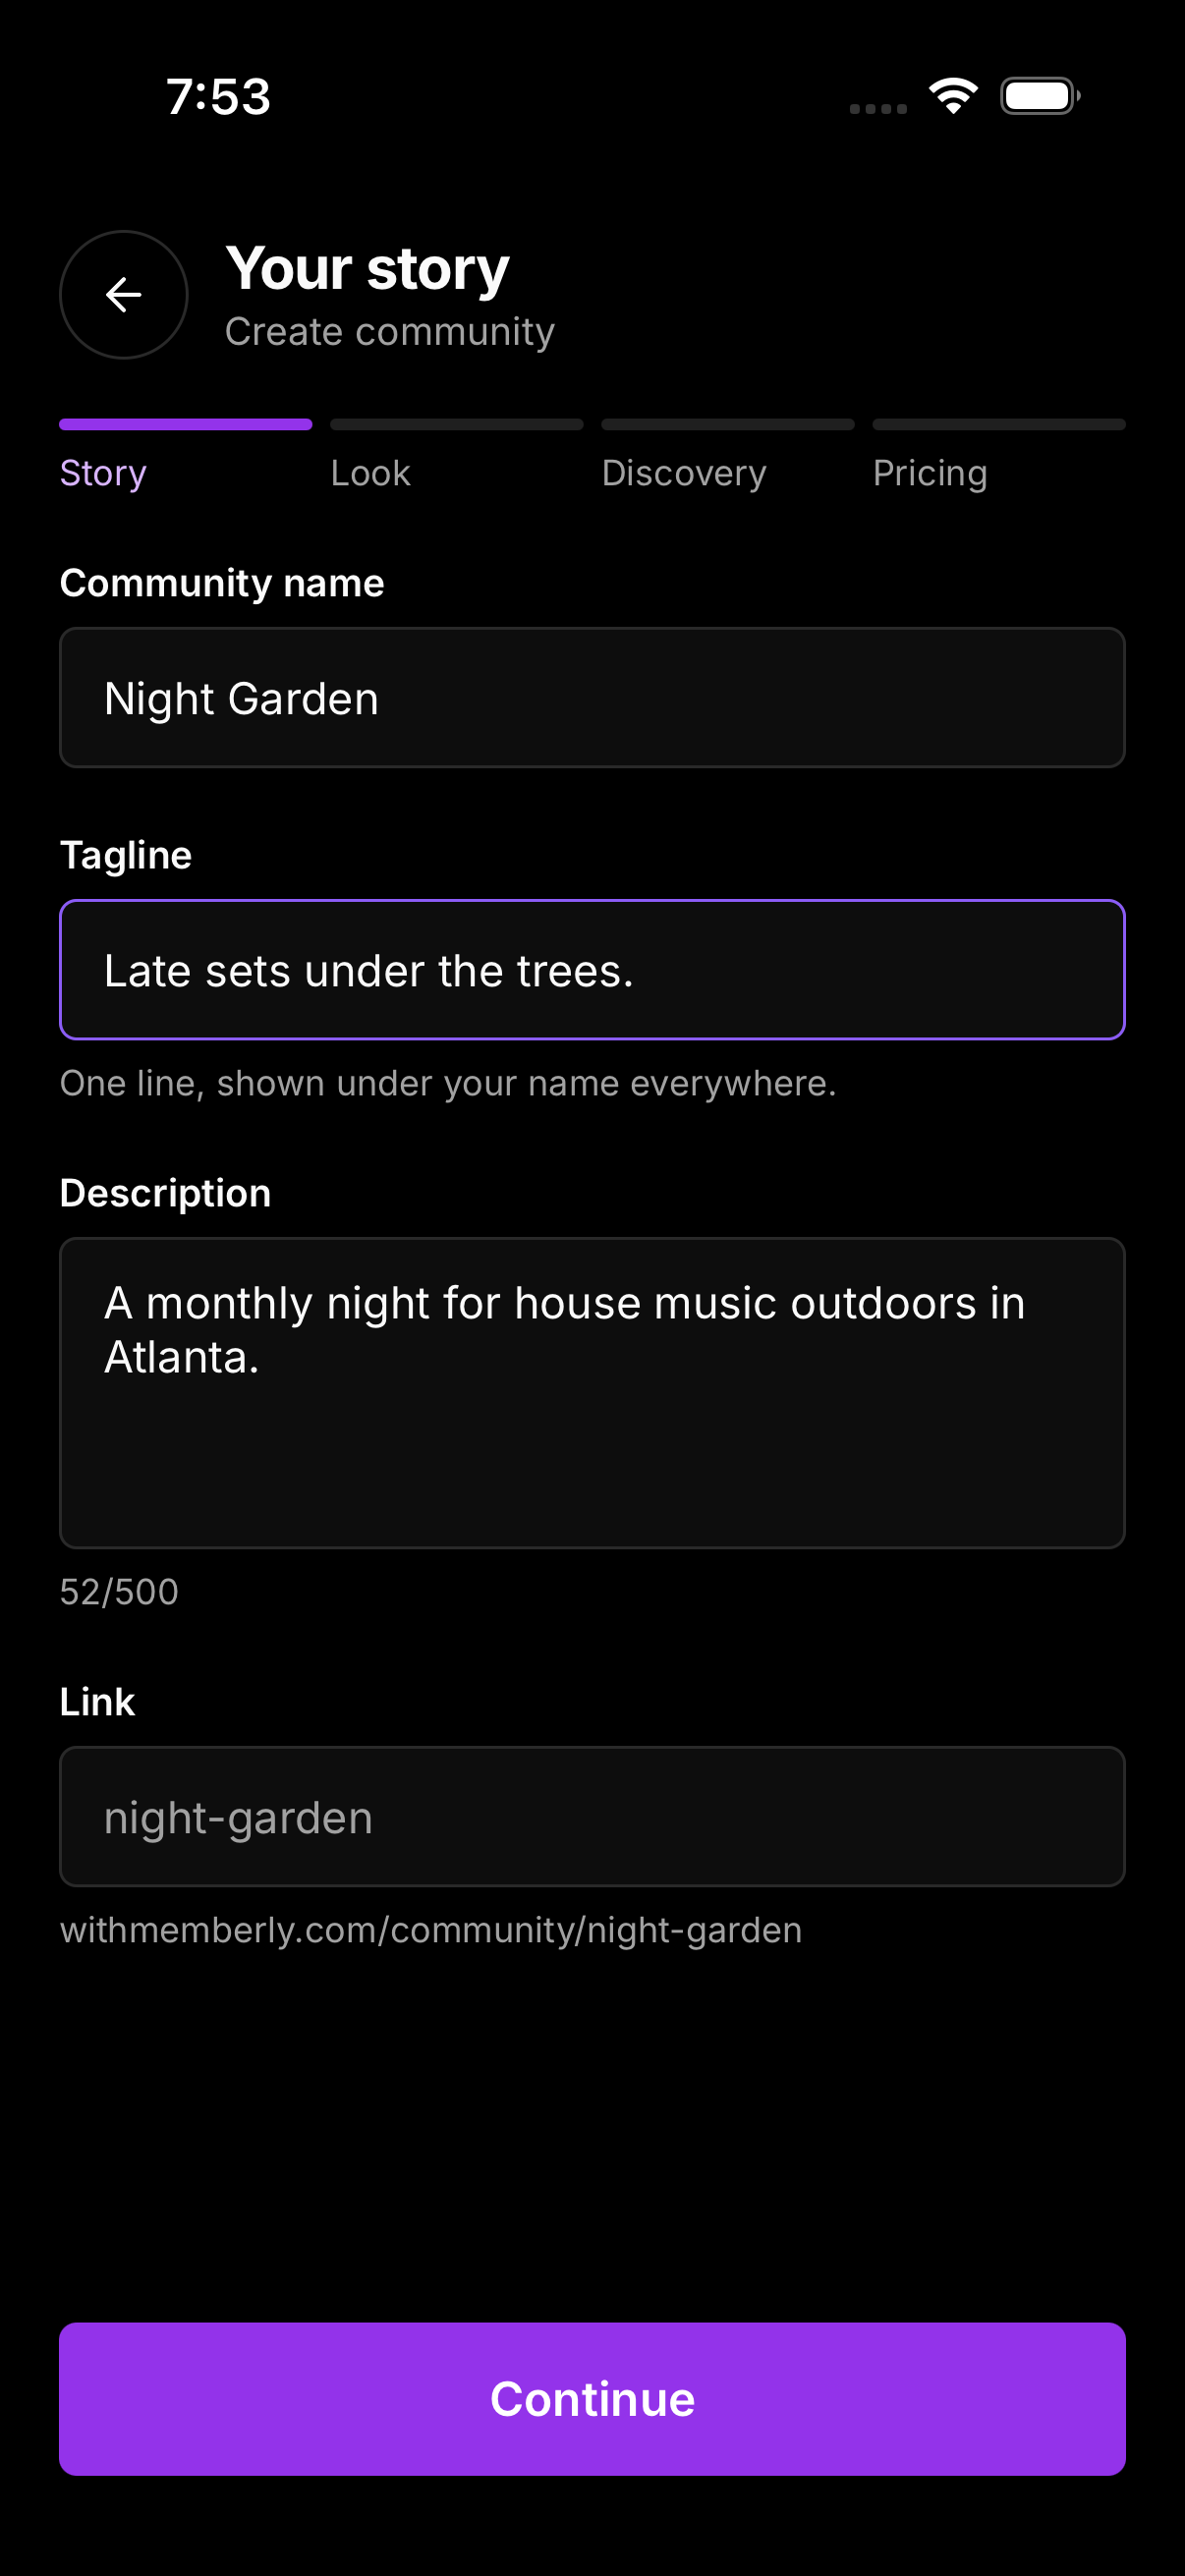 7:53
Your story
Create community
Story
Look
Discovery
Pricing
Community name
Night Garden
Tagline
Late sets under the trees.
One line, shown under your name everywhere.
Description
A monthly night for house music outdoors in
Atlanta.
52/500
Link
night-garden
withmemberly.com/community/night-garden
Continue